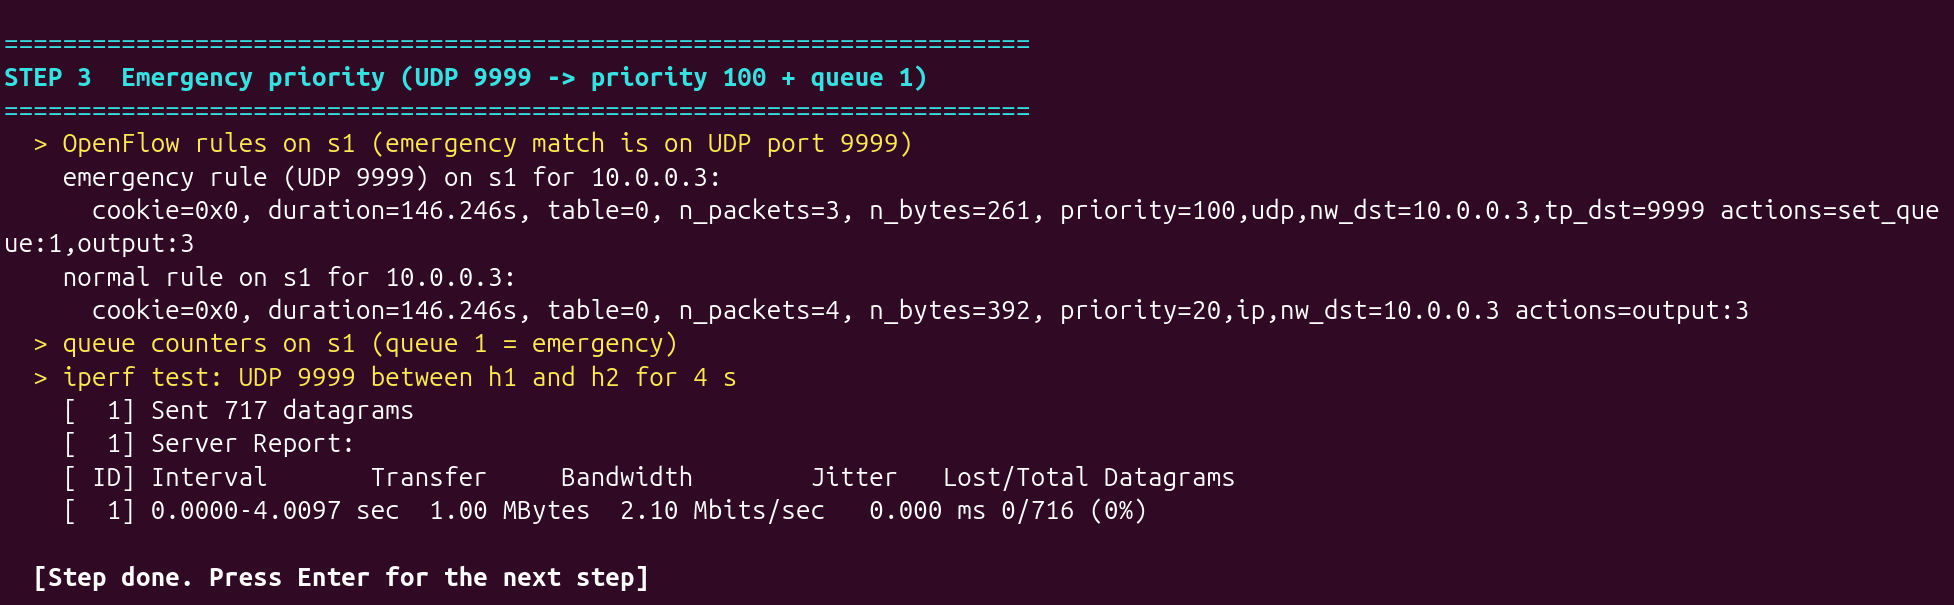 ======================================================================
STEP 3  Emergency priority (UDP 9999 -> priority 100 + queue 1)
======================================================================
  > OpenFlow rules on s1 (emergency match is on UDP port 9999)
    emergency rule (UDP 9999) on s1 for 10.0.0.3:
      cookie=0x0, duration=146.246s, table=0, n_packets=3, n_bytes=261, priority=100,udp,nw_dst=10.0.0.3,tp_dst=9999 actions=set_que
ue:1,output:3
    normal rule on s1 for 10.0.0.3:
      cookie=0x0, duration=146.246s, table=0, n_packets=4, n_bytes=392, priority=20,ip,nw_dst=10.0.0.3 actions=output:3
  > queue counters on s1 (queue 1 = emergency)
  > iperf test: UDP 9999 between h1 and h2 for 4 s
    [  1] Sent 717 datagrams
    [  1] Server Report:
    [ ID] Interval       Transfer     Bandwidth        Jitter   Lost/Total Datagrams
    [  1] 0.0000-4.0097 sec  1.00 MBytes  2.10 Mbits/sec   0.000 ms 0/716 (0%)

  [Step done. Press Enter for the next step]